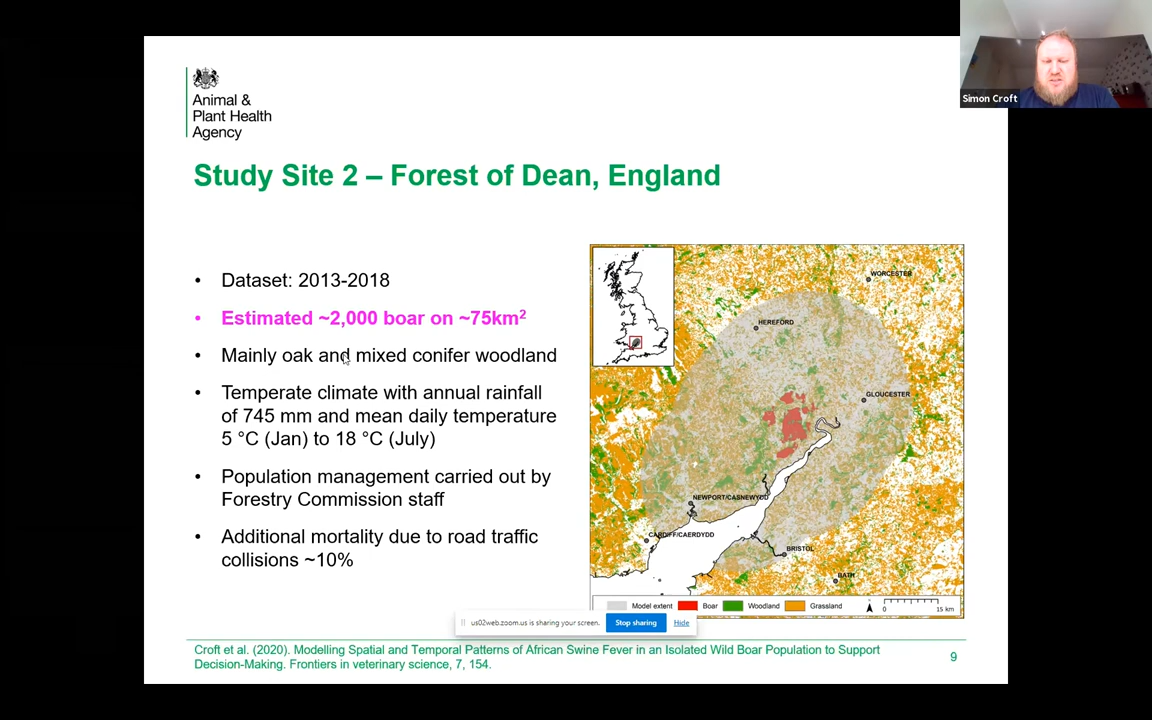 Simon Croft
Animal &
Plant Health
Agency
Study Site 2 – Forest of Dean, England
• Dataset: 2013-2018
• Estimated ~2,000 boar on ~75km²
• Mainly oak and mixed conifer woodland
• Temperate climate with annual rainfall
of 745 mm and mean daily temperature
5 °C (Jan) to 18 °C (July)
• Population management carried out by
Forestry Commission staff
• Additional mortality due to road traffic
collisions ~10%
WORCESTER
HEREFORD
GLOUCESTER
NEWPORT/CASNEWYDD
CARDIFF/CAERDYDD
BRISTOL
BATH
Model extent Boar Woodland Grassland 15 km
us02web.zoom.us is sharing your screen. Stop sharing Hide
Croft et al. (2020). Modelling Spatial and Temporal Patterns of African Swine Fever in an Isolated Wild Boar Population to Support
Decision-Making. Frontiers in veterinary science, 7, 154.
9